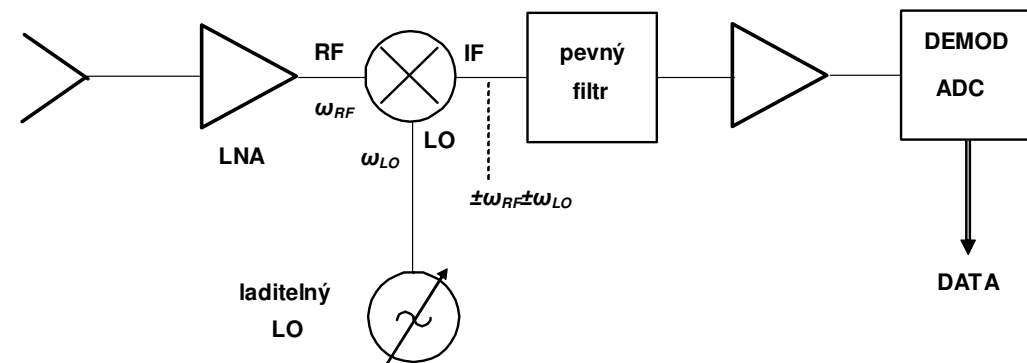 RF
IF
ω_RF
LNA
LO
ω_LO
±ω_RF±ω_LO
pevný
filtr
DEMOD
ADC
DATA
laditelný
LO